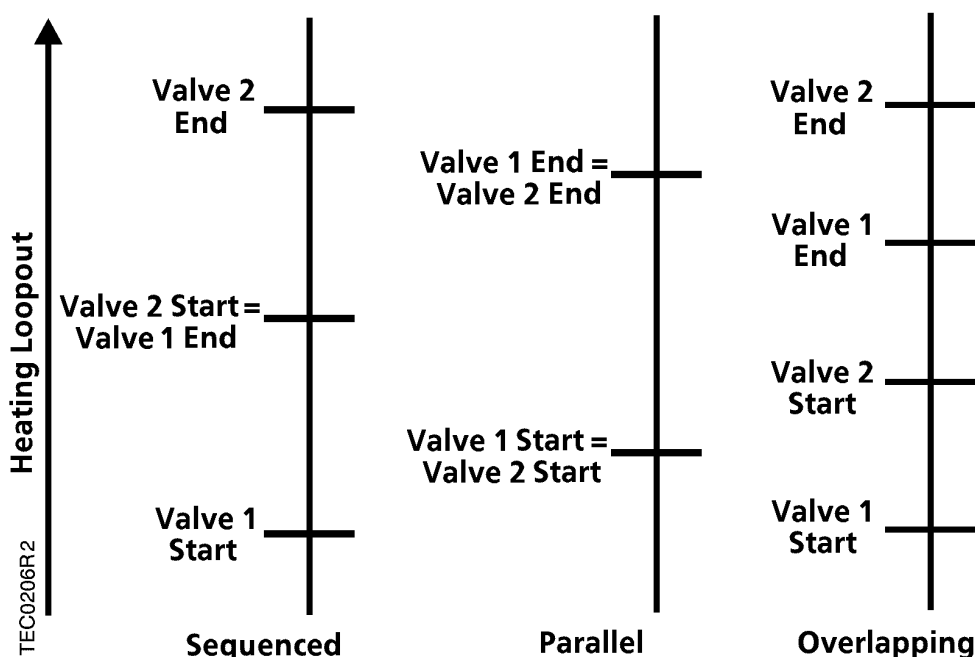 Heating Loopout
TEC0206R2
Valve 2
End
Valve 2 Start=
Valve 1 End
Valve 1
Start
Sequenced
Valve 1 End =
Valve 2 End
Valve 1 Start =
Valve 2 Start
Parallel
Valve 2
End
Valve 1
End
Valve 2
Start
Valve 1
Start
Overlapping